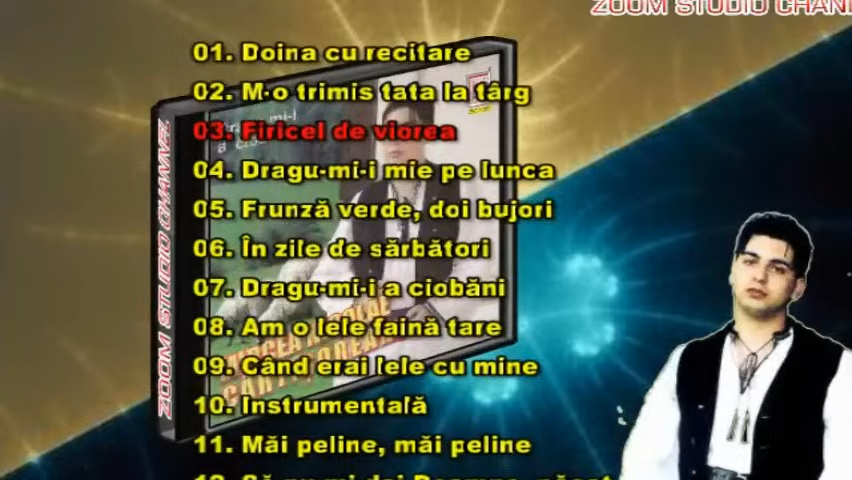 ZOOM STUDIO CHAN
01. Doina cu recitare
02. M-o trimis tata la târg
03. Firicel de viorea
04. Dragu-mi-i mie pe lunca
05. Frunză verde, doi bujori
06. În zile de sărbători
07. Dragu-mi-i a ciobăni
08. Am o lele faină tare
09. Când erai lele cu mine
10. Instrumentală
11. Măi peline, măi peline
ZOOM STUDIO CHANNEL